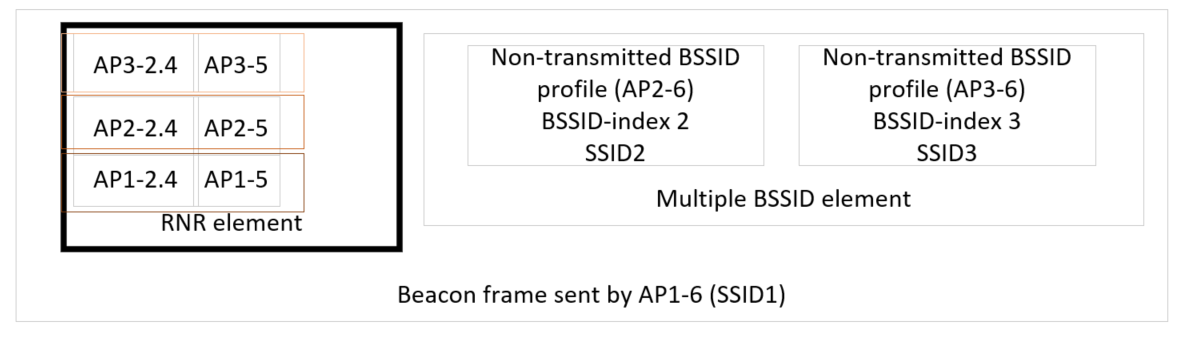 AP3-2.4 AP3-5
AP2-2.4 AP2-5
AP1-2.4 AP1-5
RNR element
Non-transmitted BSSID
profile (AP2-6)
BSSID-index 2
SSID2
Non-transmitted BSSID
profile (AP3-6)
BSSID-index 3
SSID3
Multiple BSSID element
Beacon frame sent by AP1-6 (SSID1)